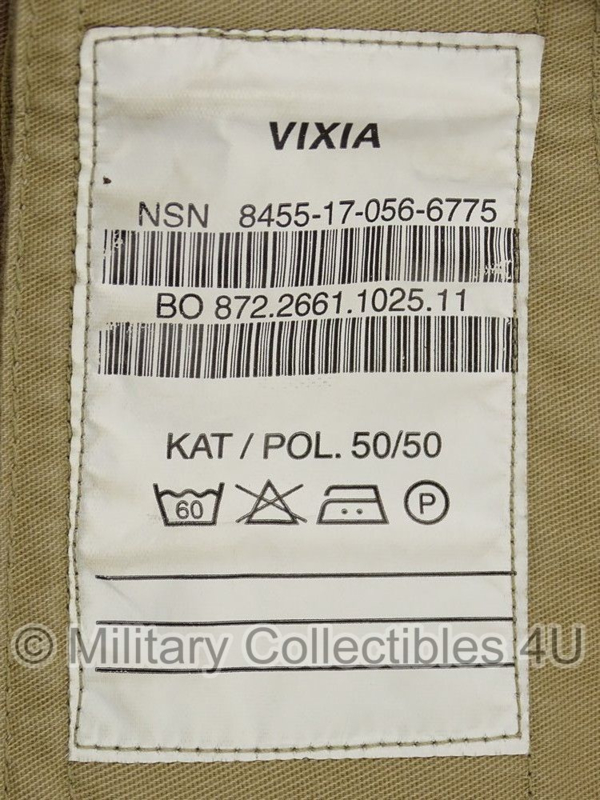 VIXIA
NSN 8455-17-056-6775
BO 872.2661.1025.11
KAT / POL. 50/50
60 P
© Military Collectibles 4U